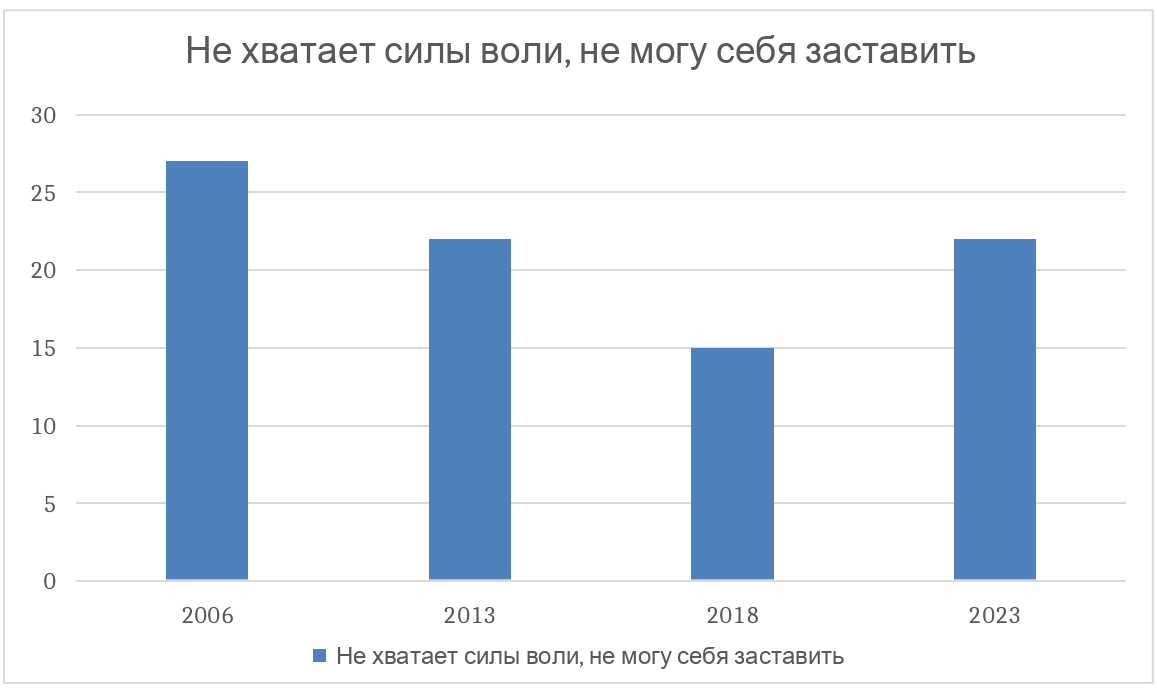 Не хватает силы воли, не могу себя заставить
30
25
20
15
10
5
0
2006 2013 2018 2023
Не хватает силы воли, не могу себя заставить